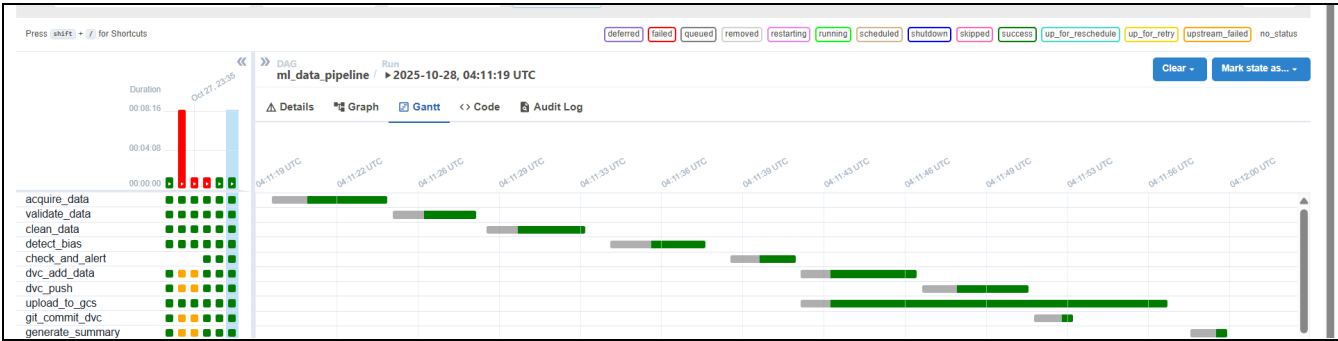 Press shift + / for Shortcuts
deferred failed queued removed restarting running scheduled shutdown skipped success up_for_reschedule up_for_retry upstream_failed no_status
DAG
ml_data_pipeline / Run
2025-10-28, 04:11:19 UTC
Clear
Mark state as...
Details Graph Gantt <> Code Audit Log
Duration
Oct 27, 23:35
00:08:16
00:04:08
00:00:00
04:11:19 UTC 04:11:22 UTC 04:11:26 UTC 04:11:29 UTC 04:11:33 UTC 04:11:36 UTC 04:11:39 UTC 04:11:43 UTC 04:11:46 UTC 04:11:49 UTC 04:11:53 UTC 04:11:56 UTC 04:12:00 UTC
acquire_data
validate_data
clean_data
detect_bias
check_and_alert
dvc_add_data
dvc_push
upload_to_gcs
git_commit_dvc
generate_summary